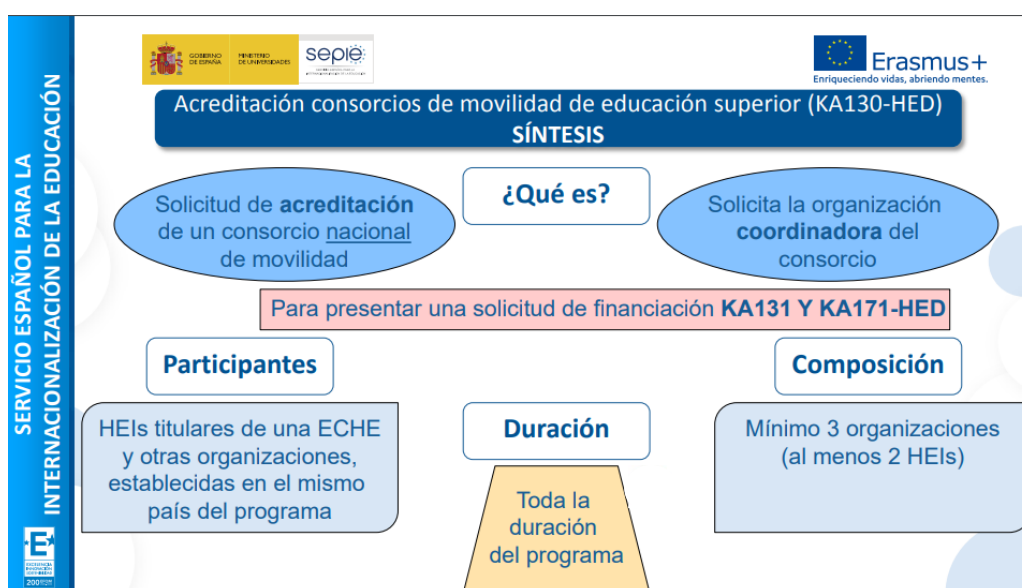 SERVICIO ESPAÑOL PARA LA
INTERNACIONALIZACIÓN DE LA EDUCACIÓN
GOBIERNO
DE ESPAÑA
MINISTERIO
DE UNIVERSIDADES
sepie
Erasmus+
Enriqueciendo vidas, abriendo mentes.
Acreditación consorcios de movilidad de educación superior (KA130-HED)
SÍNTESIS
Solicitud de acreditación
de un consorcio nacional
de movilidad
¿Qué es?
Solicita la organización
coordinadora del
consorcio
Para presentar una solicitud de financiación KA131 Y KA171-HED
Participantes
HEIs titulares de una ECHE
y otras organizaciones,
establecidas en el mismo
país del programa
Duración
Toda la
duración
del programa
Composición
Mínimo 3 organizaciones
(al menos 2 HEIs)
E
200